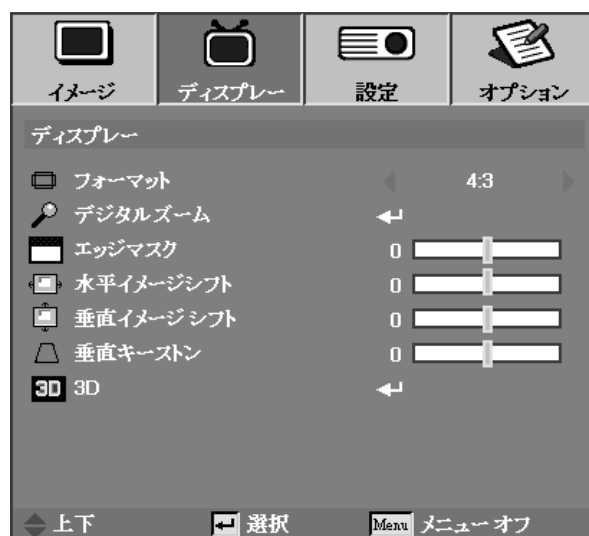 イメージ ディスプレー 設定 オプション
ディスプレー
フォーマット 4:3
デジタルズーム
エッジマスク 0
水平イメージシフト 0
垂直イメージ シフト 0
垂直キーストン 0
3D 3D
上下 選択 Menu メニューオフ